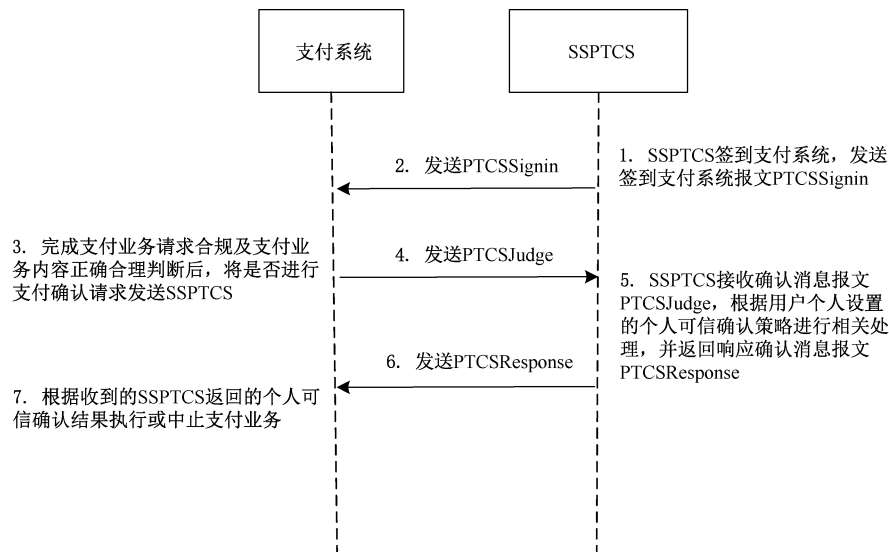 支付系统
SSPTCS
1. SSPTCS签到支付系统，发送
签到支付系统报文PTCSSignin
2. 发送PTCSSignin
3. 完成支付业务请求合规及支付业
务内容正确合理判断后，将是否进行
支付确认请求发送SSPTCS
4. 发送PTCSJudge
5. SSPTCS接收确认消息报文
PTCSJudge，根据用户个人设置
的个人可信确认策略进行相关处
理，并返回响应确认消息报文
PTCSResponse
6. 发送PTCSResponse
7. 根据收到的SSPTCS返回的个人可
信确认结果执行或中止支付业务